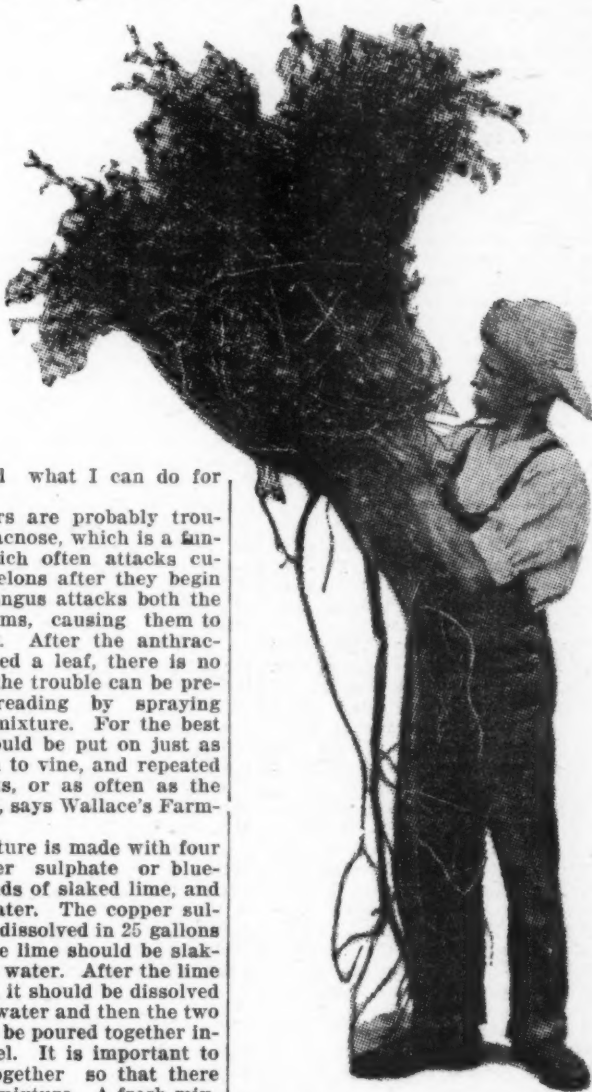 l what I can do for
rs are probably trou-
acnose, which is a fun-
ich often attacks cu-
elons after they begin
ngus attacks both the
ms, causing them to
. After the anthrac-
ed a leaf, there is no
he trouble can be pre-
reading by spraying
mixture. For the best
ould be put on just as
to vine, and repeated
s, or as often as the
, says Wallace's Farm-
ture is made with four
er sulphate or blue-
ds of slaked lime, and
ater. The copper sul-
dissolved in 25 gallons
e lime should be slak-
water. After the lime
it should be dissolved
water and then the two
be poured together in-
el. It is important to
ogether so that there
mixture. A fresh mix-